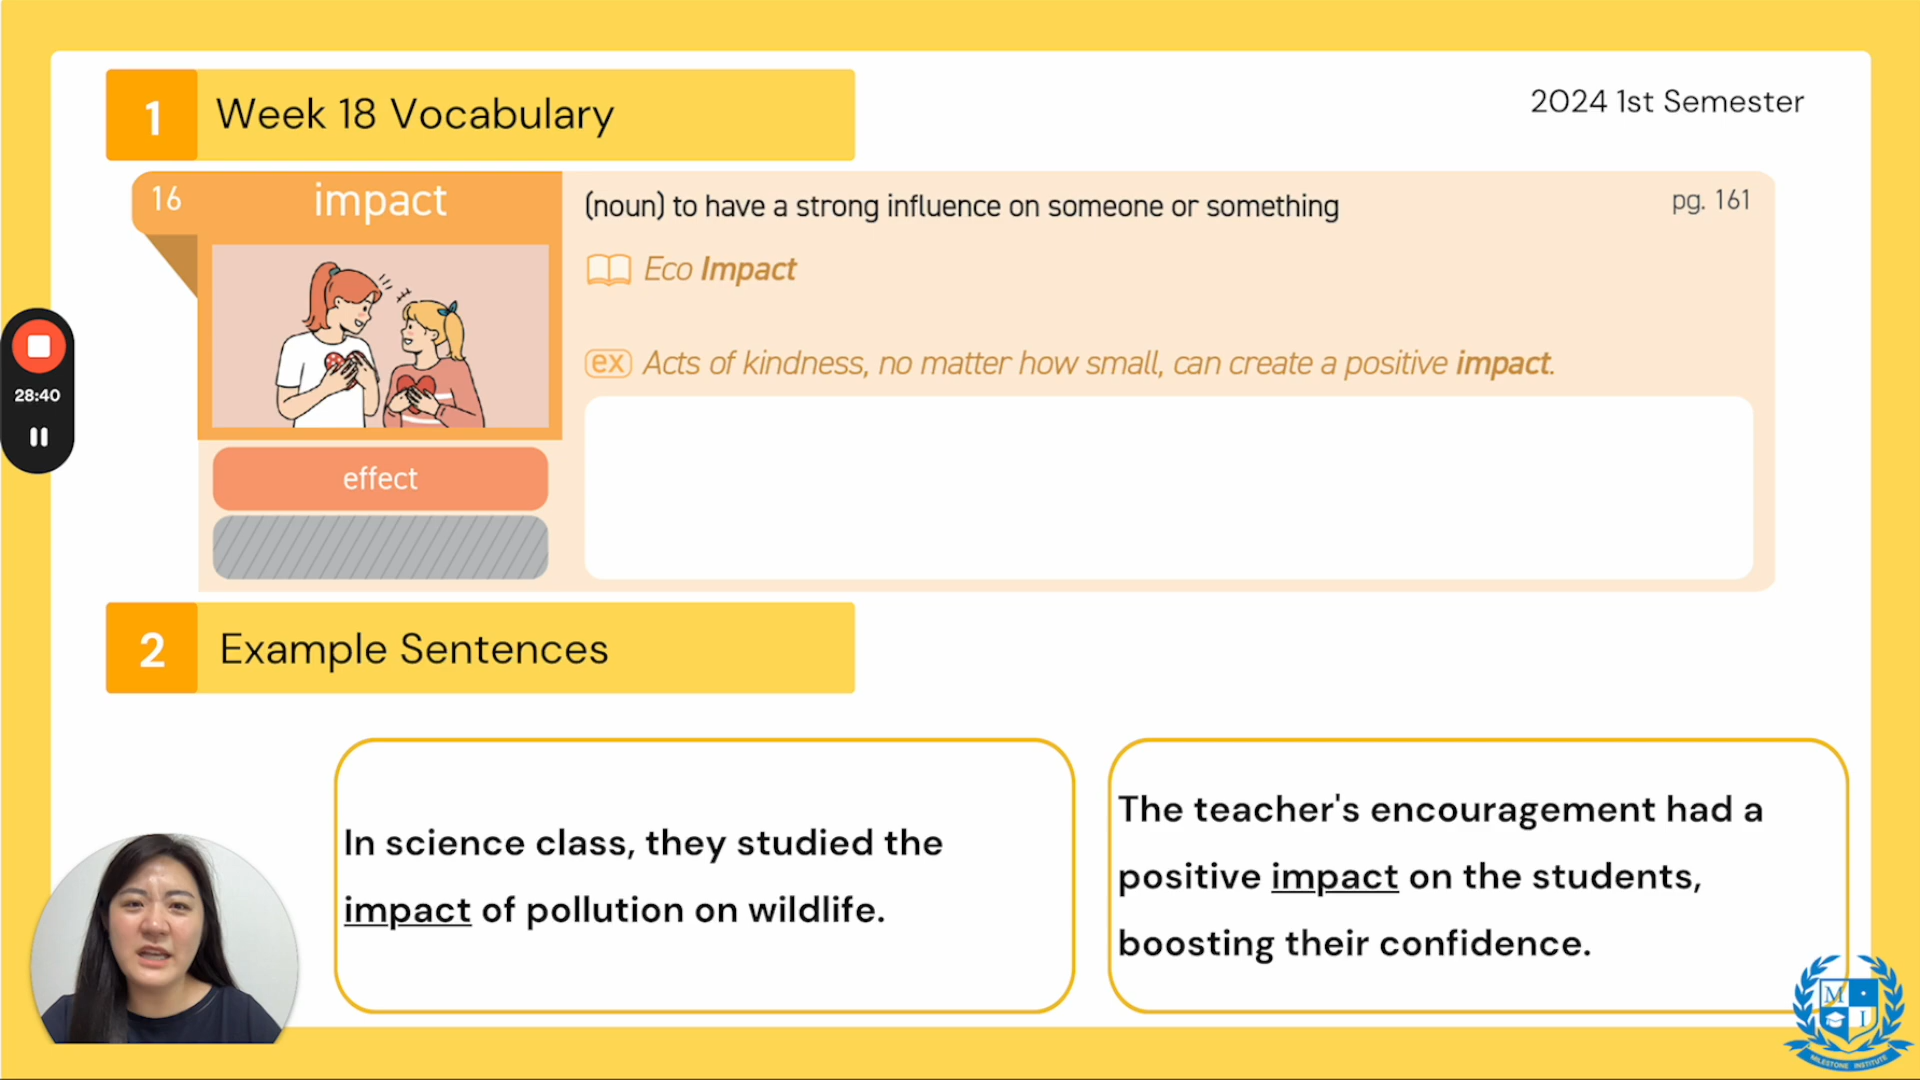 1 Week 18 Vocabulary
2024 1st Semester
16 impact
(noun) to have a strong influence on someone or something
pg. 161
Eco Impact
ex Acts of kindness, no matter how small, can create a positive impact.
28:40
effect
2 Example Sentences
In science class, they studied the
impact of pollution on wildlife.
The teacher's encouragement had a
positive impact on the students,
boosting their confidence.
M
I
MILESTONE INSTITUTE